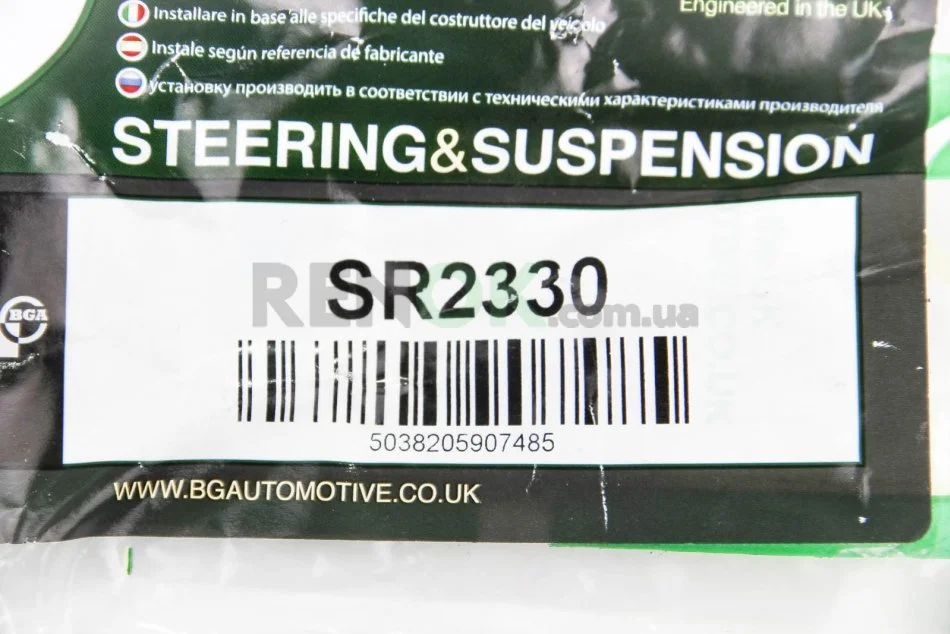 Engineered in the UK
Installare in base alle specifiche del costruttore del veicolo
Instale según referencia de fabricante
установку производить в соответствии с техническими характеристиками производителя
STEERING&SUSPENSION
SR2330
RENOK.com.ua
BGA
5038205907485
WWW.BGAUTOMOTIVE.CO.UK